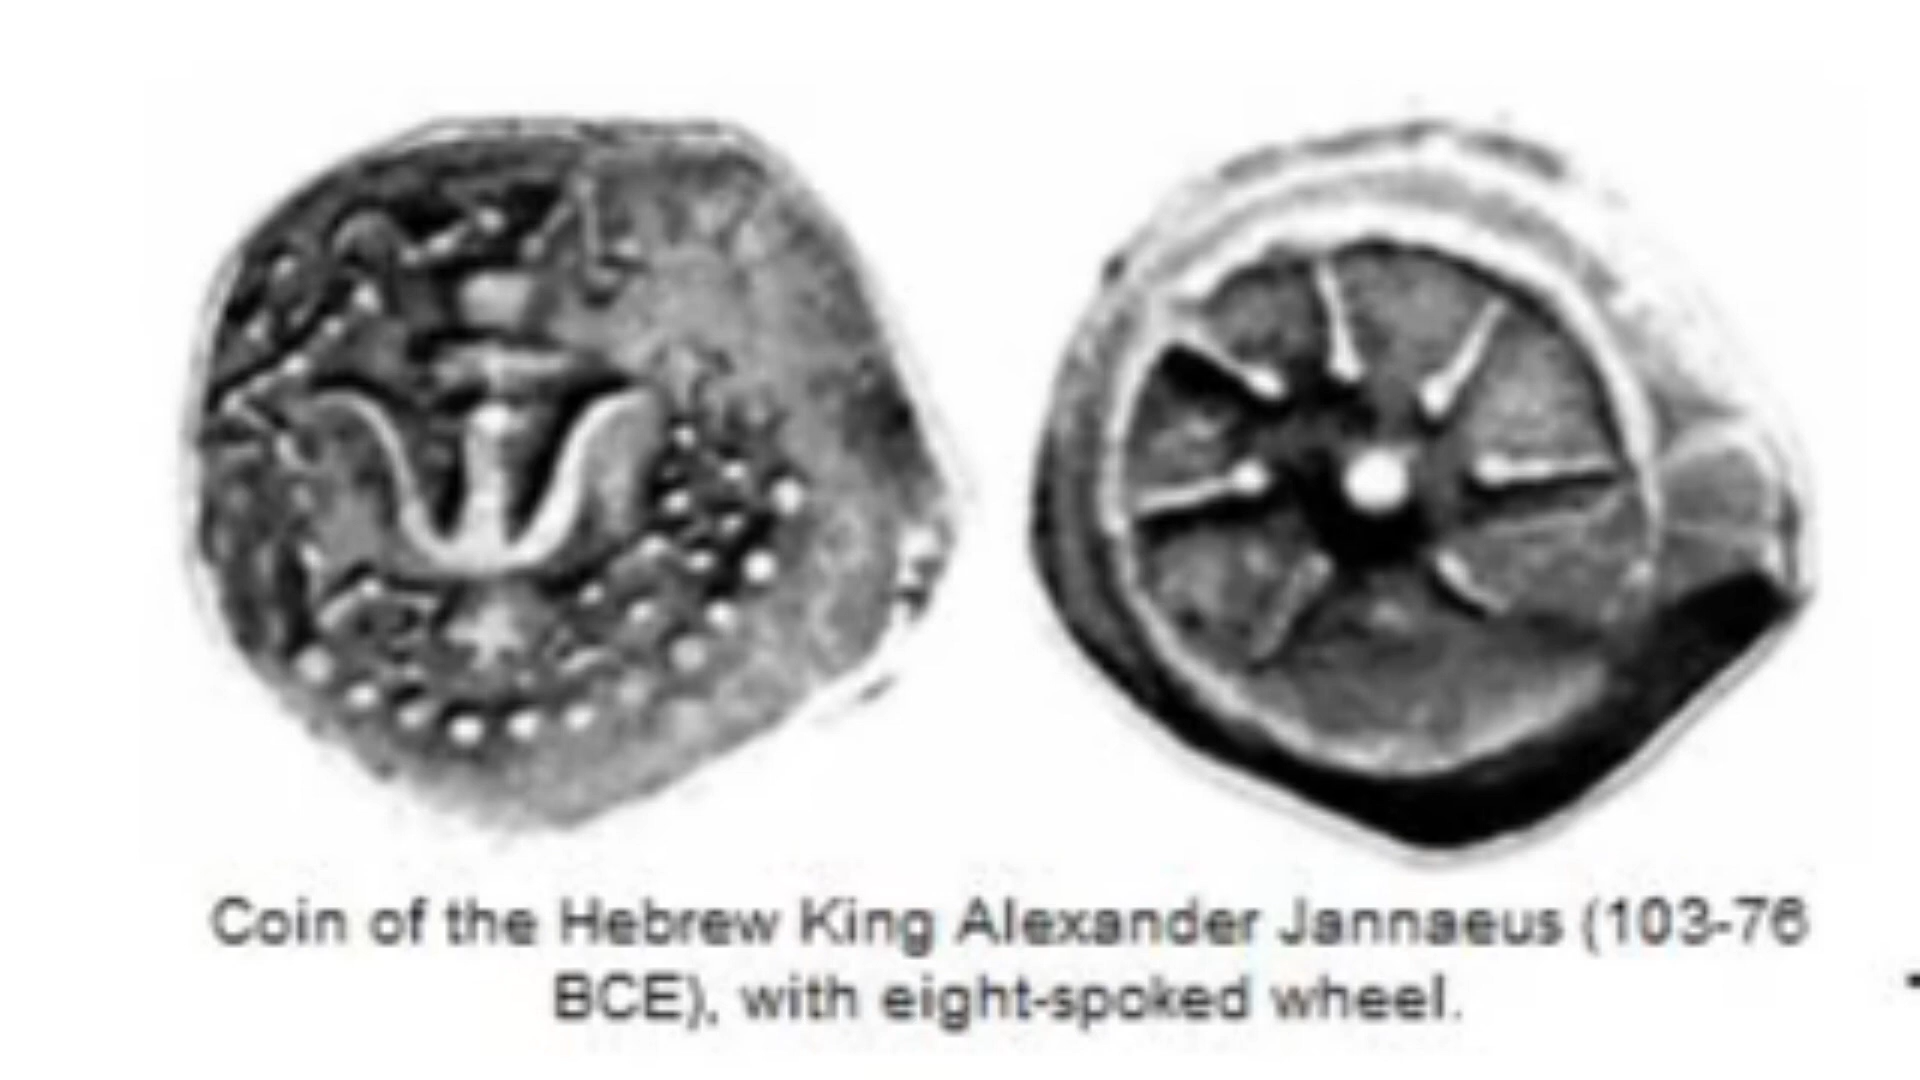 Coin of the Hebrew King Alexander Jannaeus (103-76
BCE), with eight-spoked wheel.